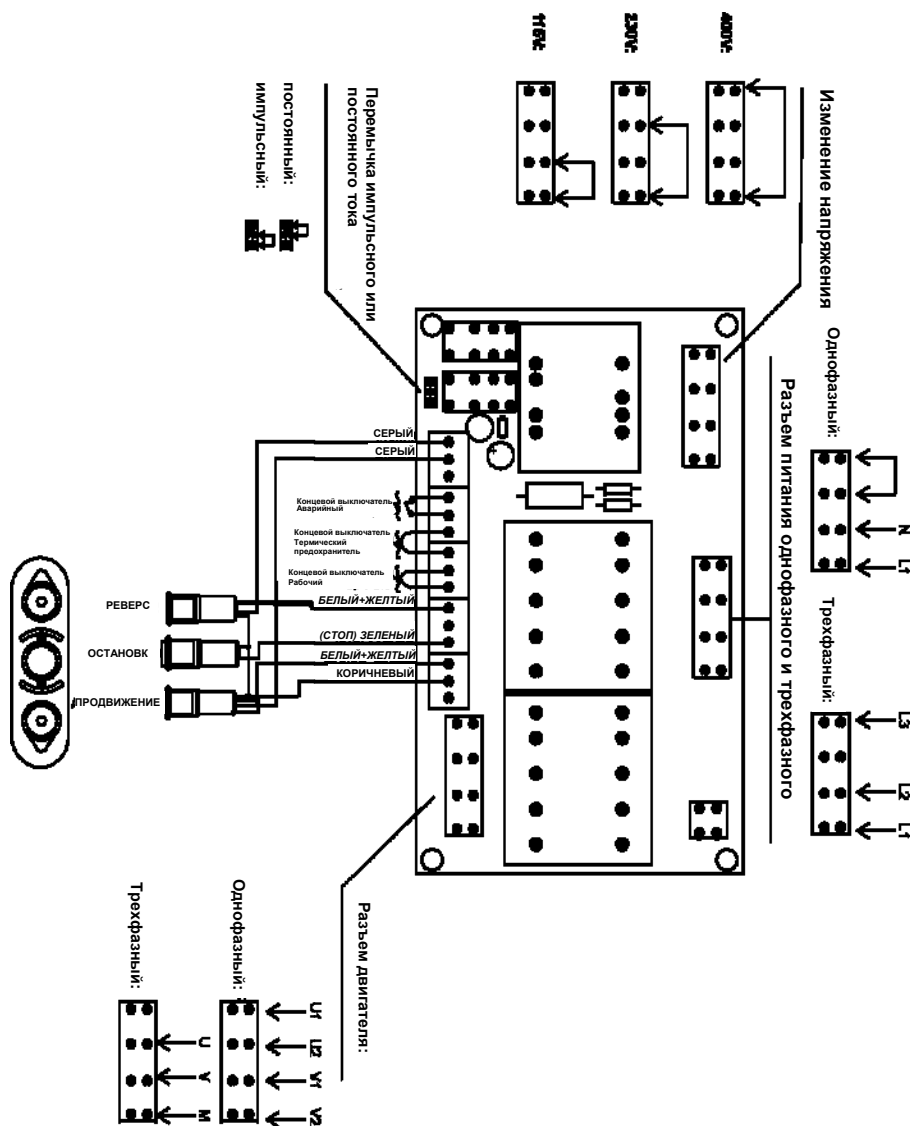 400V:
230V:
115V:
Изменение напряжения
Однофазный:
N
L1
Трехфазный:
L3
L2
L1
Разъем питания однофазного и трехфазного
Перемычка импульсного или
постоянного тока
постоянный:
импульсный:
СЕРЫЙ
СЕРЫЙ
Концевой выключатель
Аварийный
Концевой выключатель
Термический
предохранитель
Концевой выключатель
Рабочий
БЕЛЫЙ+ЖЕЛТЫЙ
(СТОП) ЗЕЛЕНЫЙ
БЕЛЫЙ+ЖЕЛТЫЙ
КОРИЧНЕВЫЙ
РЕВЕРС
ОСТАНОВК
ПРОДВИЖЕНИЕ
Разъем двигателя:
Однофазный:
U1
U2
V1
V2
Трехфазный:
U
V
M